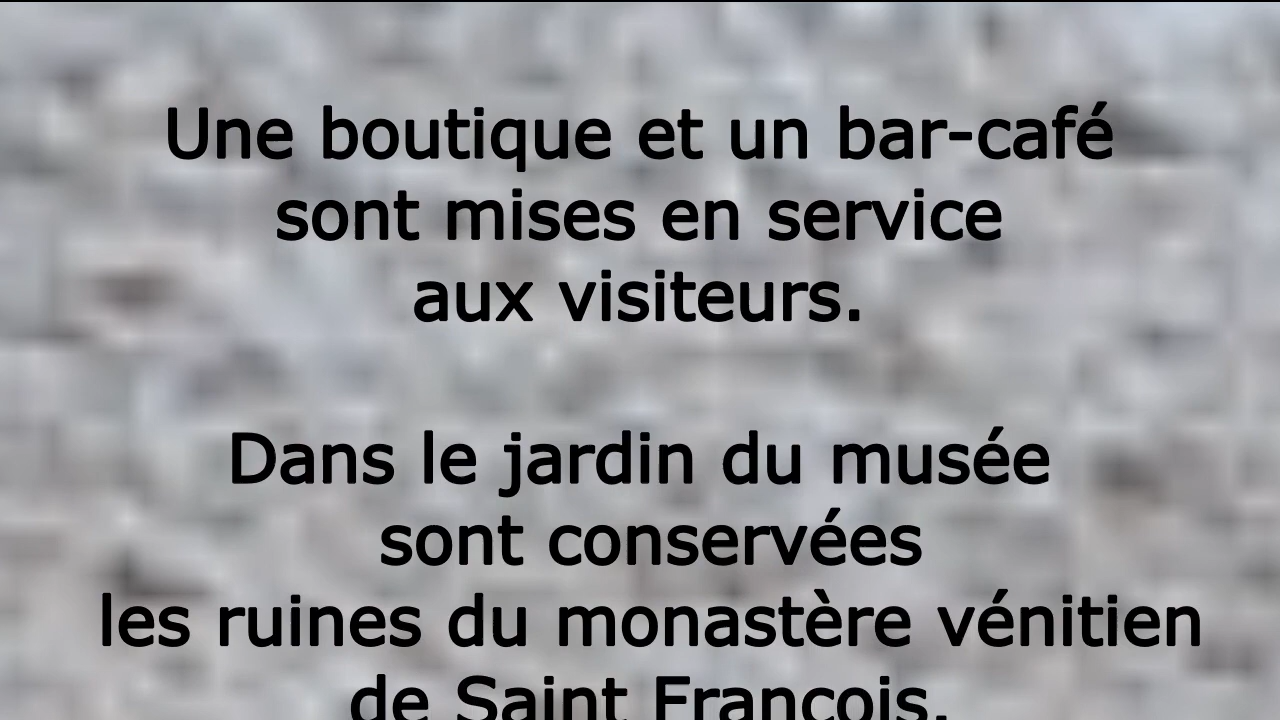 Une boutique et un bar-café
sont mises en service
aux visiteurs.
Dans le jardin du musée
sont conservées
les ruines du monastère vénitien
de Saint François.